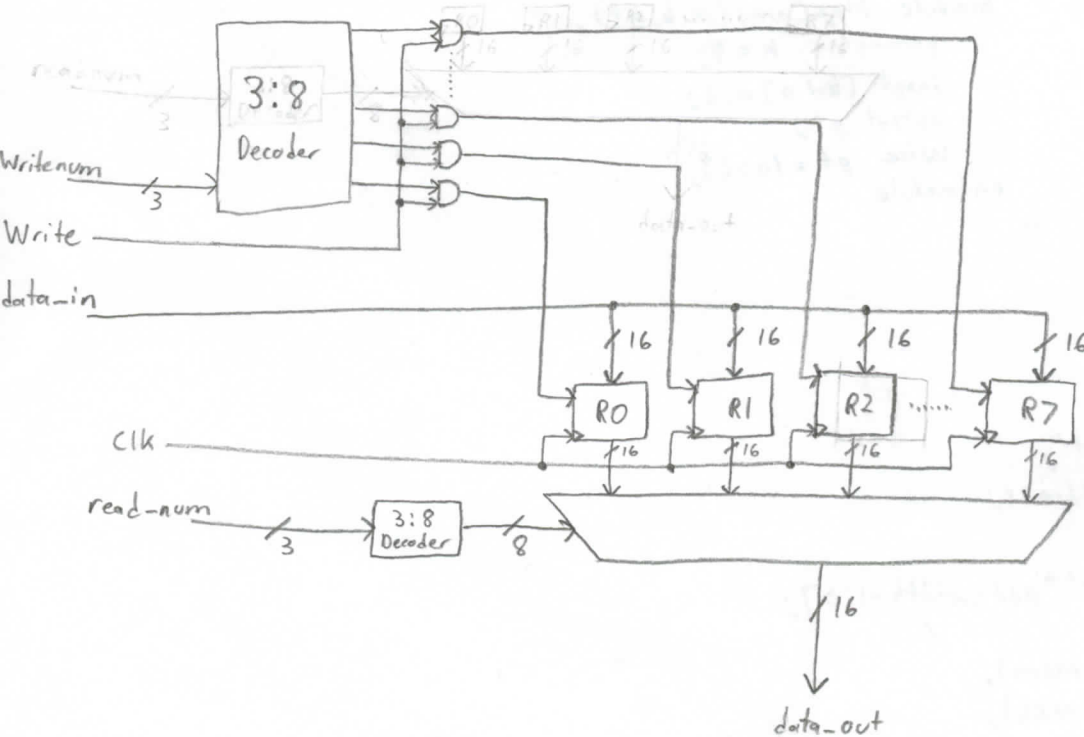 3:8
Decoder
Writenum
3
Write
data_in
16
16
16
16
R0
R1
R2
......
R7
Clk
16
16
16
16
read_num
3
3:8
Decoder
8
16
data_out